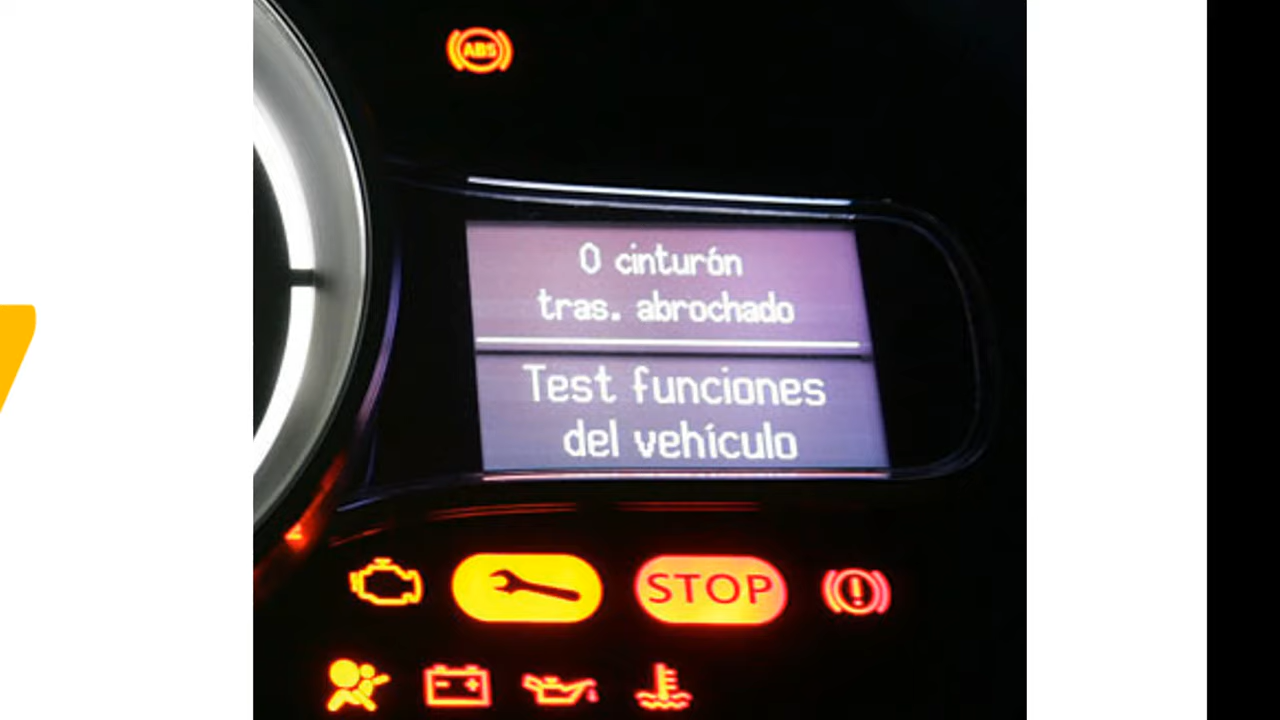 ABS
0 cinturón
tras. abrochado
Test funciones
del vehículo
STOP